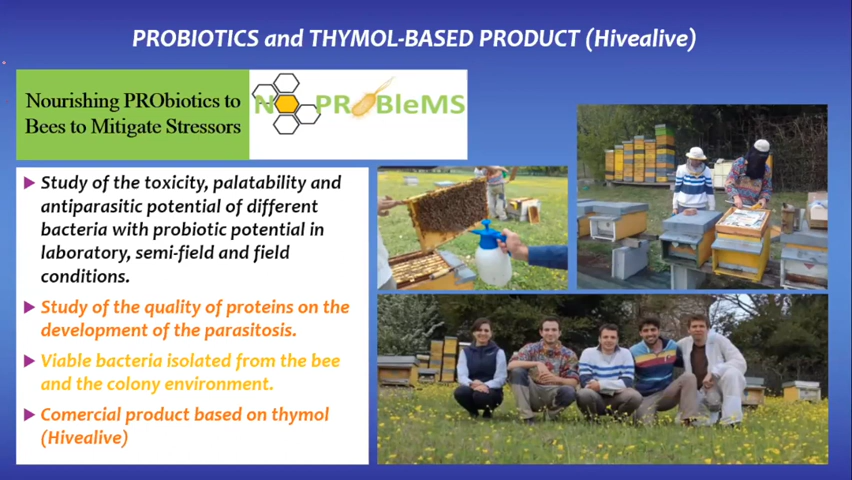 PROBIOTICS and THYMOL-BASED PRODUCT (Hivealive)
Nourishing PRObiotics to
Bees to Mitigate Stressors
NO PROBleMS
Study of the toxicity, palatability and
antiparasitic potential of different
bacteria with probiotic potential in
laboratory, semi-field and field
conditions.
Study of the quality of proteins on the
development of the parasitosis.
Viable bacteria isolated from the bee
and the colony environment.
Comercial product based on thymol
(Hivealive)